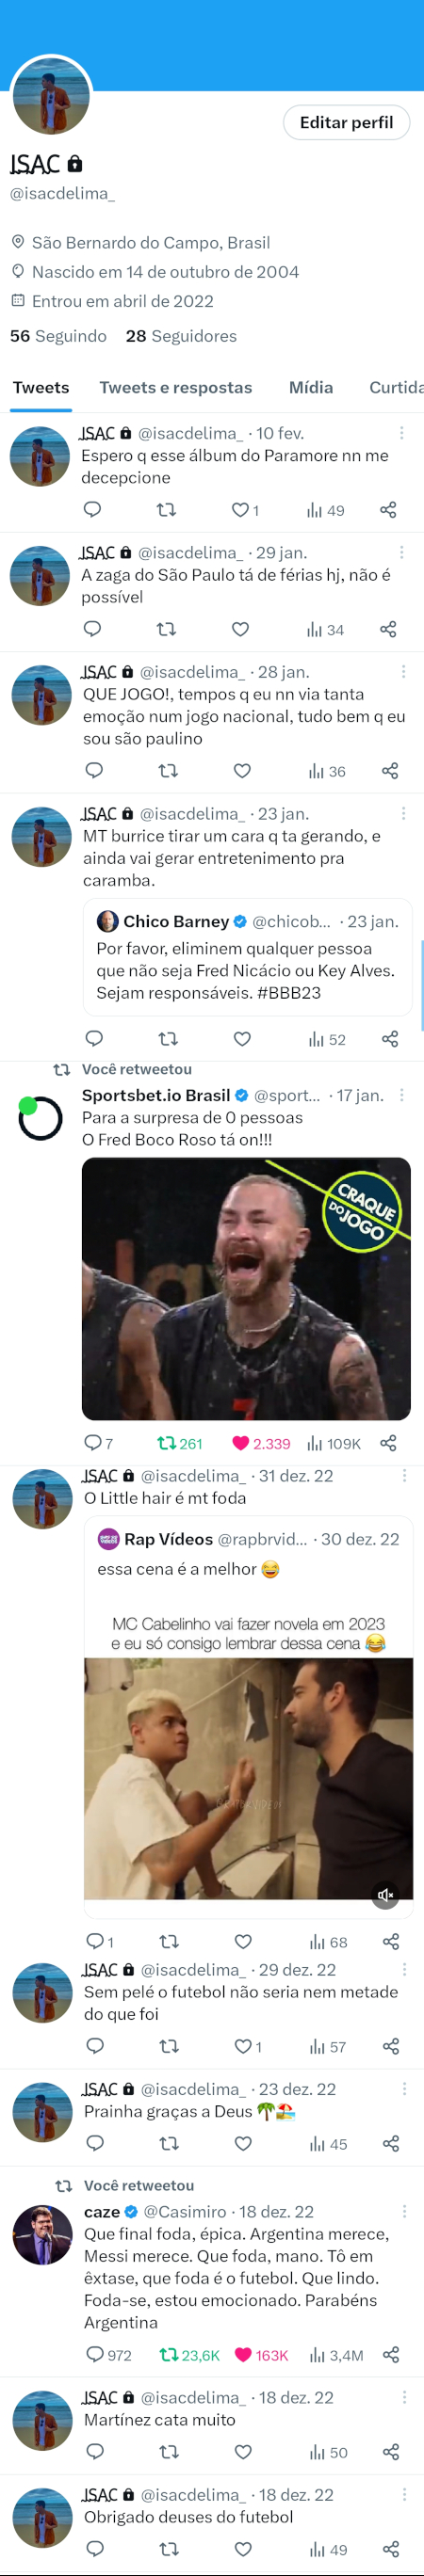 Editar perfil
ISAC
@isacdelima_
São Bernardo do Campo, Brasil
Nascido em 14 de outubro de 2004
Entrou em abril de 2022
56 Seguindo 28 Seguidores
Tweets Tweets e respostas Mídia Curtida
ISAC @isacdelima_ · 10 fev.
Espero q esse álbum do Paramore nn me
decepcione
1 49
ISAC @isacdelima_ · 29 jan.
A zaga do São Paulo tá de férias hj, não é
possível
34
ISAC @isacdelima_ · 28 jan.
QUE JOGO!, tempos q eu nn via tanta
emoção num jogo nacional, tudo bem q eu
sou são paulino
36
ISAC @isacdelima_ · 23 jan.
MT burrice tirar um cara q ta gerando, e
ainda vai gerar entretenimento pra
caramba.
Chico Barney @chicob... · 23 jan.
Por favor, eliminem qualquer pessoa
que não seja Fred Nicácio ou Key Alves.
Sejam responsáveis. #BBB23
52
Você retweetou
Sportsbet.io Brasil @sport... · 17 jan.
Para a surpresa de 0 pessoas
O Fred Boco Roso tá on!!!
CRAQUE
DO JOGO
7 261 2.339 109K
ISAC @isacdelima_ · 31 dez. 22
O Little hair é mt foda
Rap Vídeos @rapbrvid... · 30 dez. 22
essa cena é a melhor 😂
MC Cabelinho vai fazer novela em 2023
e eu só consigo lembrar dessa cena 😂
1 68
ISAC @isacdelima_ · 29 dez. 22
Sem pelé o futebol não seria nem metade
do que foi
1 57
ISAC @isacdelima_ · 23 dez. 22
Prainha graças a Deus 🌴🏖️
45
Você retweetou
caze @Casimiro · 18 dez. 22
Que final foda, épica. Argentina merece,
Messi merece. Que foda, mano. Tô em
êxtase, que foda é o futebol. Que lindo.
Foda-se, estou emocionado. Parabéns
Argentina
972 23,6K 163K 3,4M
ISAC @isacdelima_ · 18 dez. 22
Martínez cata muito
50
ISAC @isacdelima_ · 18 dez. 22
Obrigado deuses do futebol
49